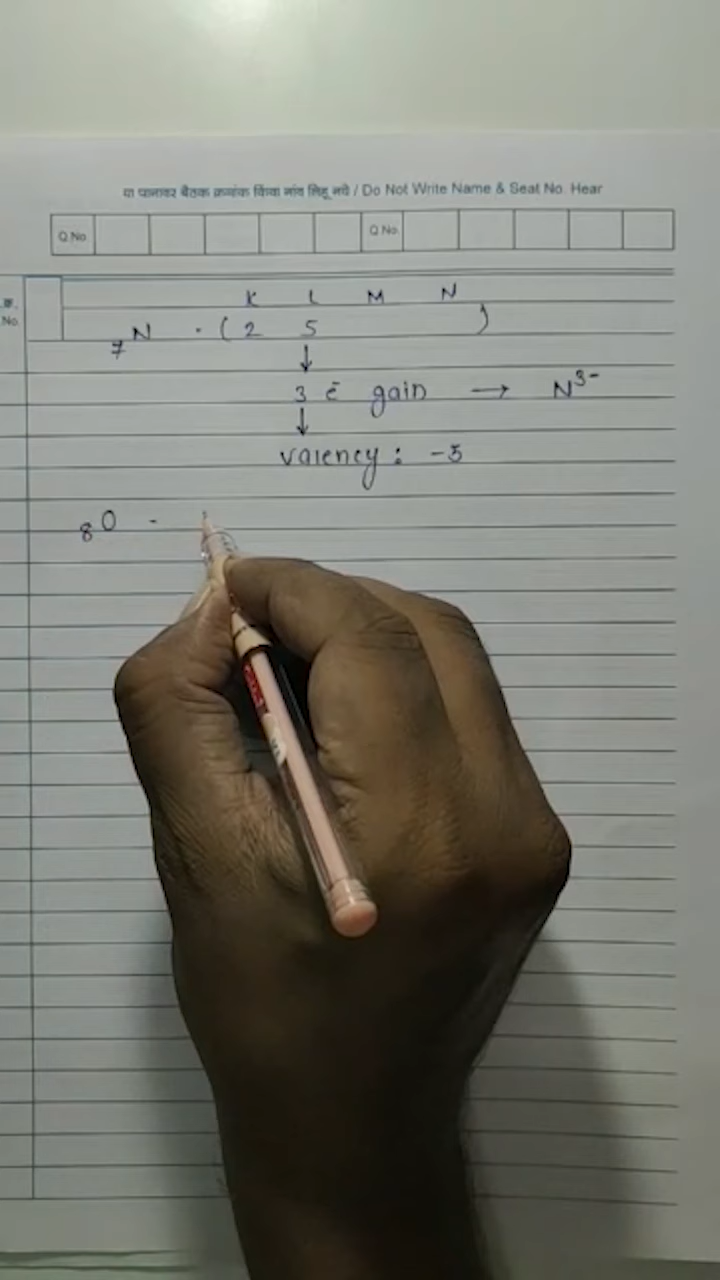 या पानावर बैठक क्रमांक किंवा नांव लिहू नये / Do Not Write Name & Seat No. Hear
Q.No. Q.No.
क्र.
No.
K L M N
₇N - (2 5 )
↓
3 ē gain → N³⁻
↓
valency : -3
₈O -